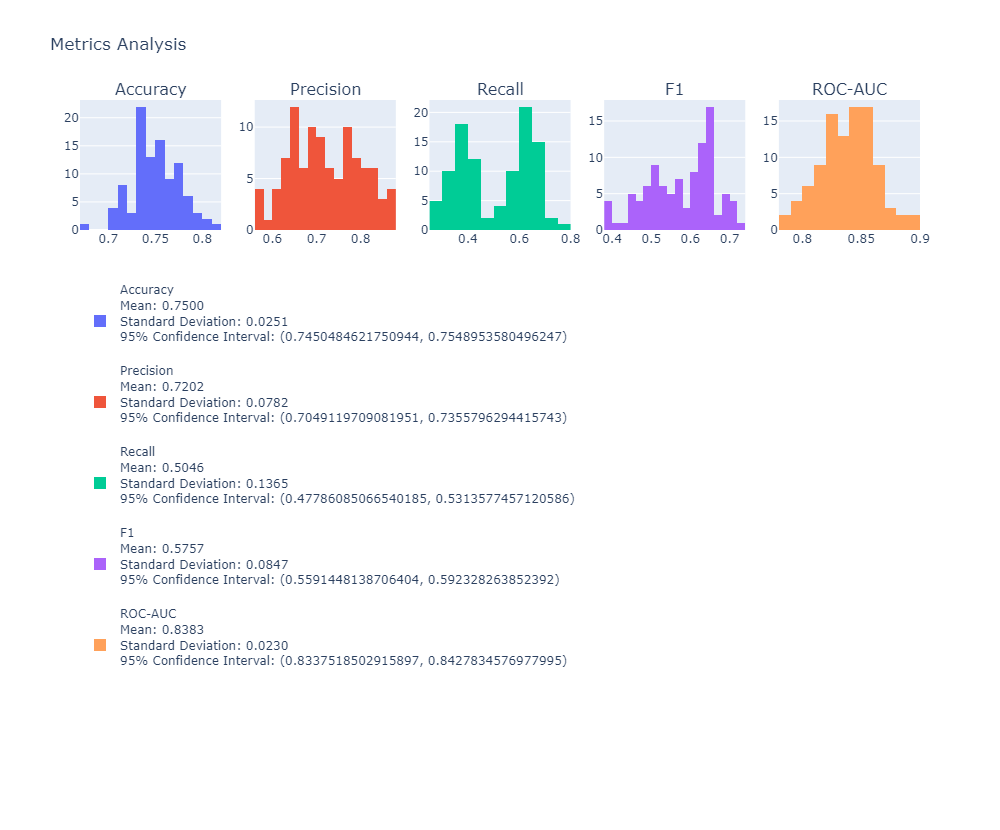 Metrics Analysis
Accuracy Precision Recall F1 ROC-AUC
20
15
10
5
0
0.7 0.75 0.8
10
5
0
0.6 0.7 0.8
20
15
10
5
0
0.4 0.6 0.8
15
10
5
0
0.4 0.5 0.6 0.7
15
10
5
0
0.8 0.85 0.9
Accuracy
Mean: 0.7500
Standard Deviation: 0.0251
95% Confidence Interval: (0.7450484621750944, 0.7548953580496247)
Precision
Mean: 0.7202
Standard Deviation: 0.0782
95% Confidence Interval: (0.7049119709081951, 0.7355796294415743)
Recall
Mean: 0.5046
Standard Deviation: 0.1365
95% Confidence Interval: (0.47786085066540185, 0.5313577457120586)
F1
Mean: 0.5757
Standard Deviation: 0.0847
95% Confidence Interval: (0.5591448138706404, 0.592328263852392)
ROC-AUC
Mean: 0.8383
Standard Deviation: 0.0230
95% Confidence Interval: (0.8337518502915897, 0.8427834576977995)